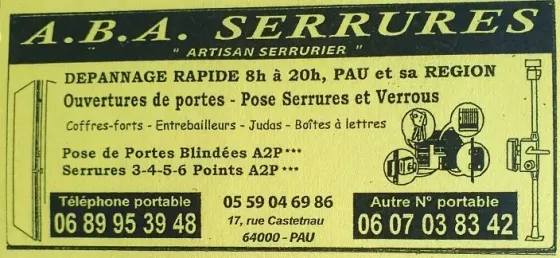 A.B.A. SERRURES
" ARTISAN SERRURIER "
DEPANNAGE RAPIDE 8h à 20h, PAU et sa REGION
Ouvertures de portes - Pose Serrures et Verrous
Coffres-forts - Entrebailleurs - Judas - Boîtes à lettres
Pose de Portes Blindées A2P***
Serrures 3-4-5-6 Points A2P***
Téléphone portable
06 89 95 39 48
05 59 04 69 86
17, rue Castetnau
64000 - PAU
Autre N° portable
06 07 03 83 42